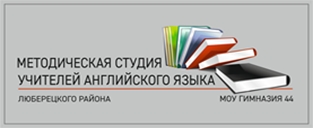 МЕТОДИЧЕСКАЯ СТУДИЯ
УЧИТЕЛЕЙ АНГЛИЙСКОГО ЯЗЫКА
ЛЮБЕРЕЦКОГО РАЙОНА МОУ ГИМНАЗИЯ 44